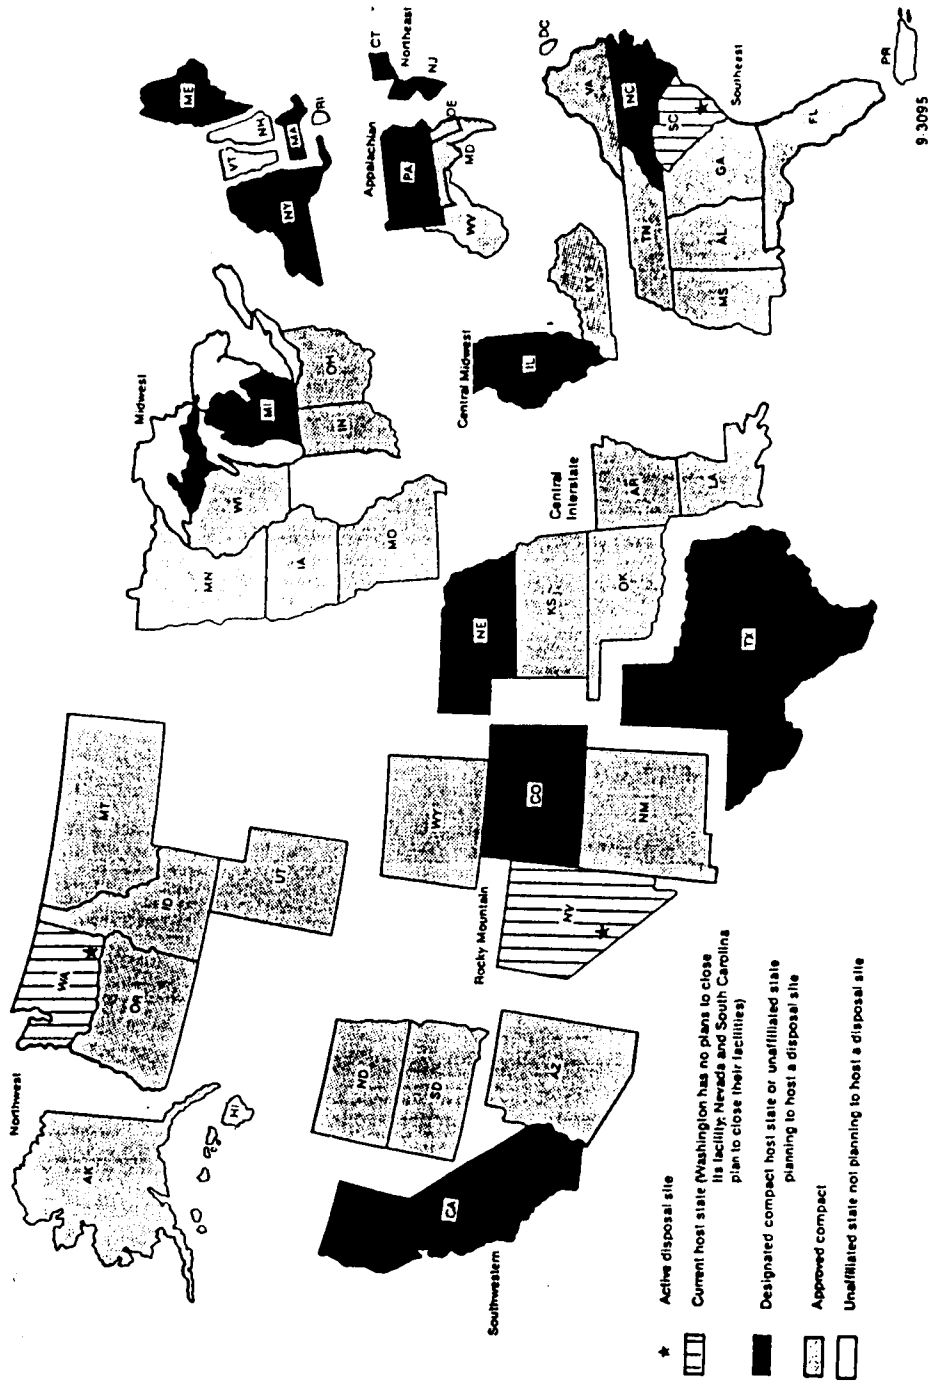 Northwest
AK
HI
WA
OR
ID
MT
UT
Southwestern
CA
ND
SD
AZ
Rocky Mountain
NV
WY
CO
NM
Midwest
MN
WI
IA
MO
MI
IN
OH
Central
Interstate
NE
KS
OK
AR
LA
TX
Central Midwest
IL
KY
ME
VT
NH
MA
RI
NY
Appalachian
PA
WV
MD
DE
Northeast
CT
NJ
Southeast
DC
VA
NC
SC
TN
GA
AL
MS
FL
PR
Active disposal site
Current host state (Washington has no plans to close
its facility; Nevada and South Carolina
plan to close their facilities)
Designated compact host state or unaffiliated state
planning to host a disposal site
Approved compact
Unaffiliated state not planning to host a disposal site
9-3095